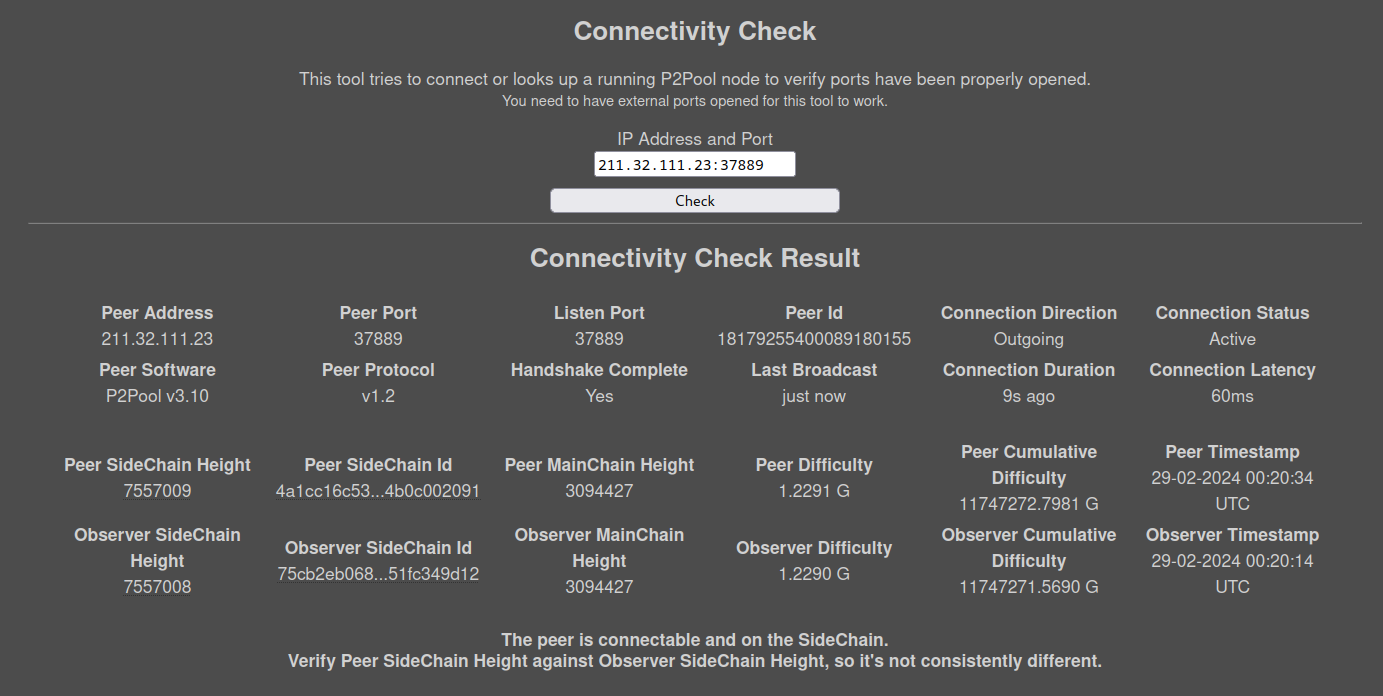 Connectivity Check
This tool tries to connect or looks up a running P2Pool node to verify ports have been properly opened.
You need to have external ports opened for this tool to work.
IP Address and Port
211.32.111.23:37889
Check
Connectivity Check Result
Peer Address Peer Port Listen Port Peer Id Connection Direction Connection Status
211.32.111.23 37889 37889 18179255400089180155 Outgoing Active
Peer Software Peer Protocol Handshake Complete Last Broadcast Connection Duration Connection Latency
P2Pool v3.10 v1.2 Yes just now 9s ago 60ms
Peer SideChain Height
7557009
Peer SideChain Id
4a1cc16c53...4b0c002091
Peer MainChain Height
3094427
Peer Difficulty
1.2291 G
Peer Cumulative
Difficulty
11747272.7981 G
Peer Timestamp
29-02-2024 00:20:34
UTC
Observer SideChain
Height
7557008
Observer SideChain Id
75cb2eb068...51fc349d12
Observer MainChain
Height
3094427
Observer Difficulty
1.2290 G
Observer Cumulative
Difficulty
11747271.5690 G
Observer Timestamp
29-02-2024 00:20:14
UTC
The peer is connectable and on the SideChain.
Verify Peer SideChain Height against Observer SideChain Height, so it's not consistently different.